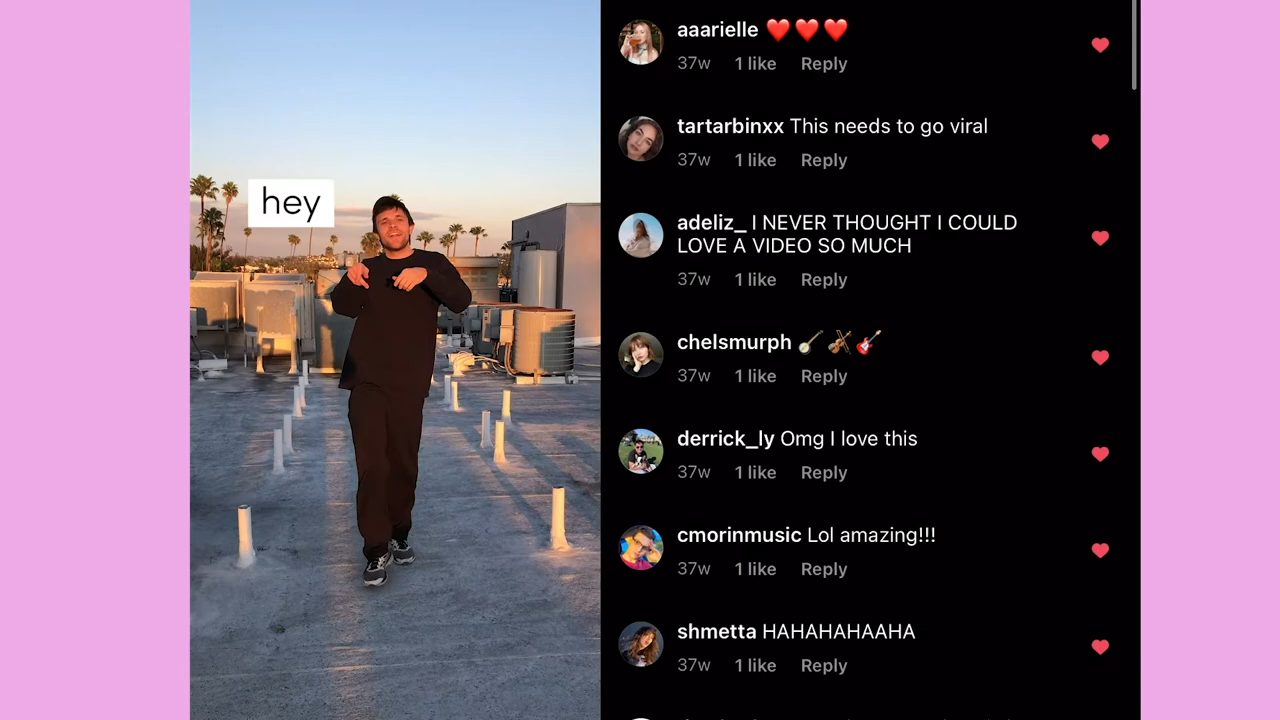 hey
aaarielle ❤️❤️❤️
37w 1 like Reply
tartarbinxx This needs to go viral
37w 1 like Reply
adeliz_ I NEVER THOUGHT I COULD
LOVE A VIDEO SO MUCH
37w 1 like Reply
chelsmurph 🪕🎻🎸
37w 1 like Reply
derrick_ly Omg I love this
37w 1 like Reply
cmorinmusic Lol amazing!!!
37w 1 like Reply
shmetta HAHAHAHAAHA
37w 1 like Reply